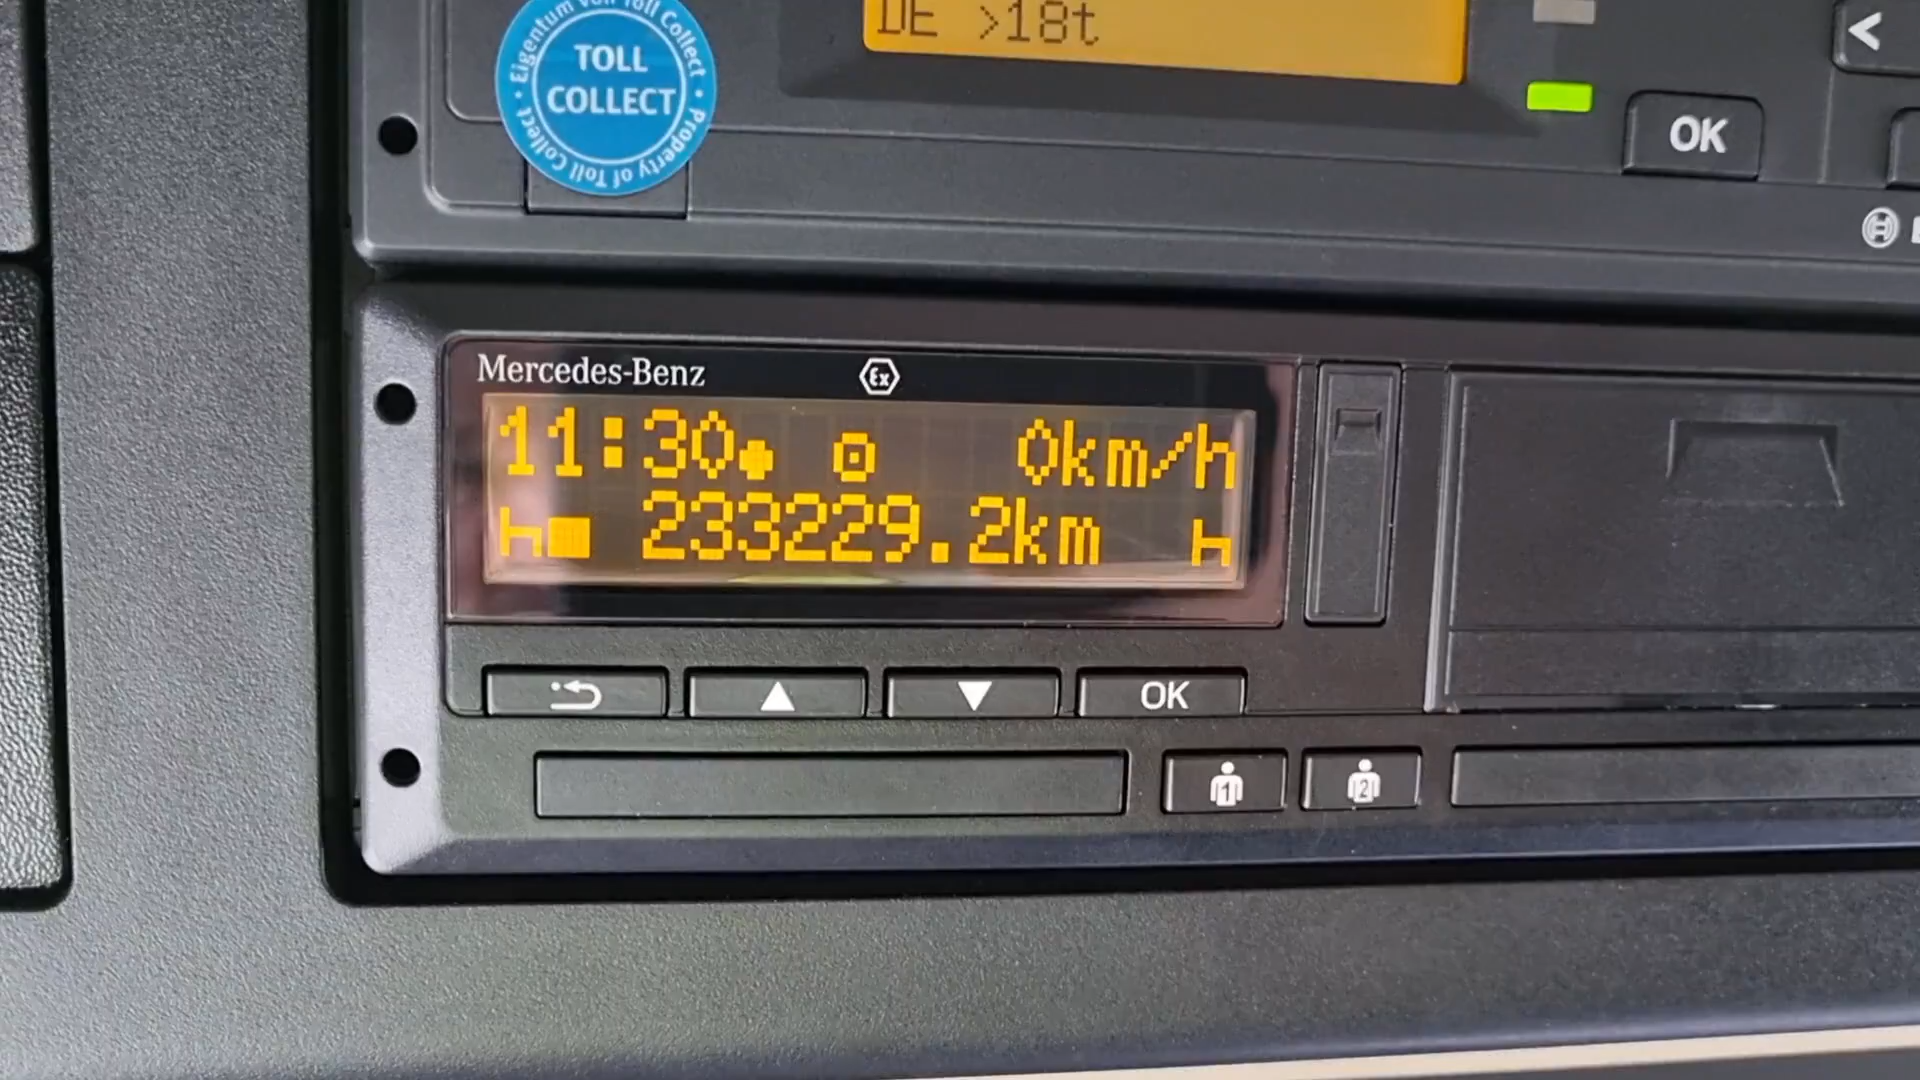 Eigentum von Toll Collect
TOLL
COLLECT
Property of Toll Collect
DE >18t
OK
Mercedes-Benz
Ex
11:30 0km/h
233229.2km
OK
1
2